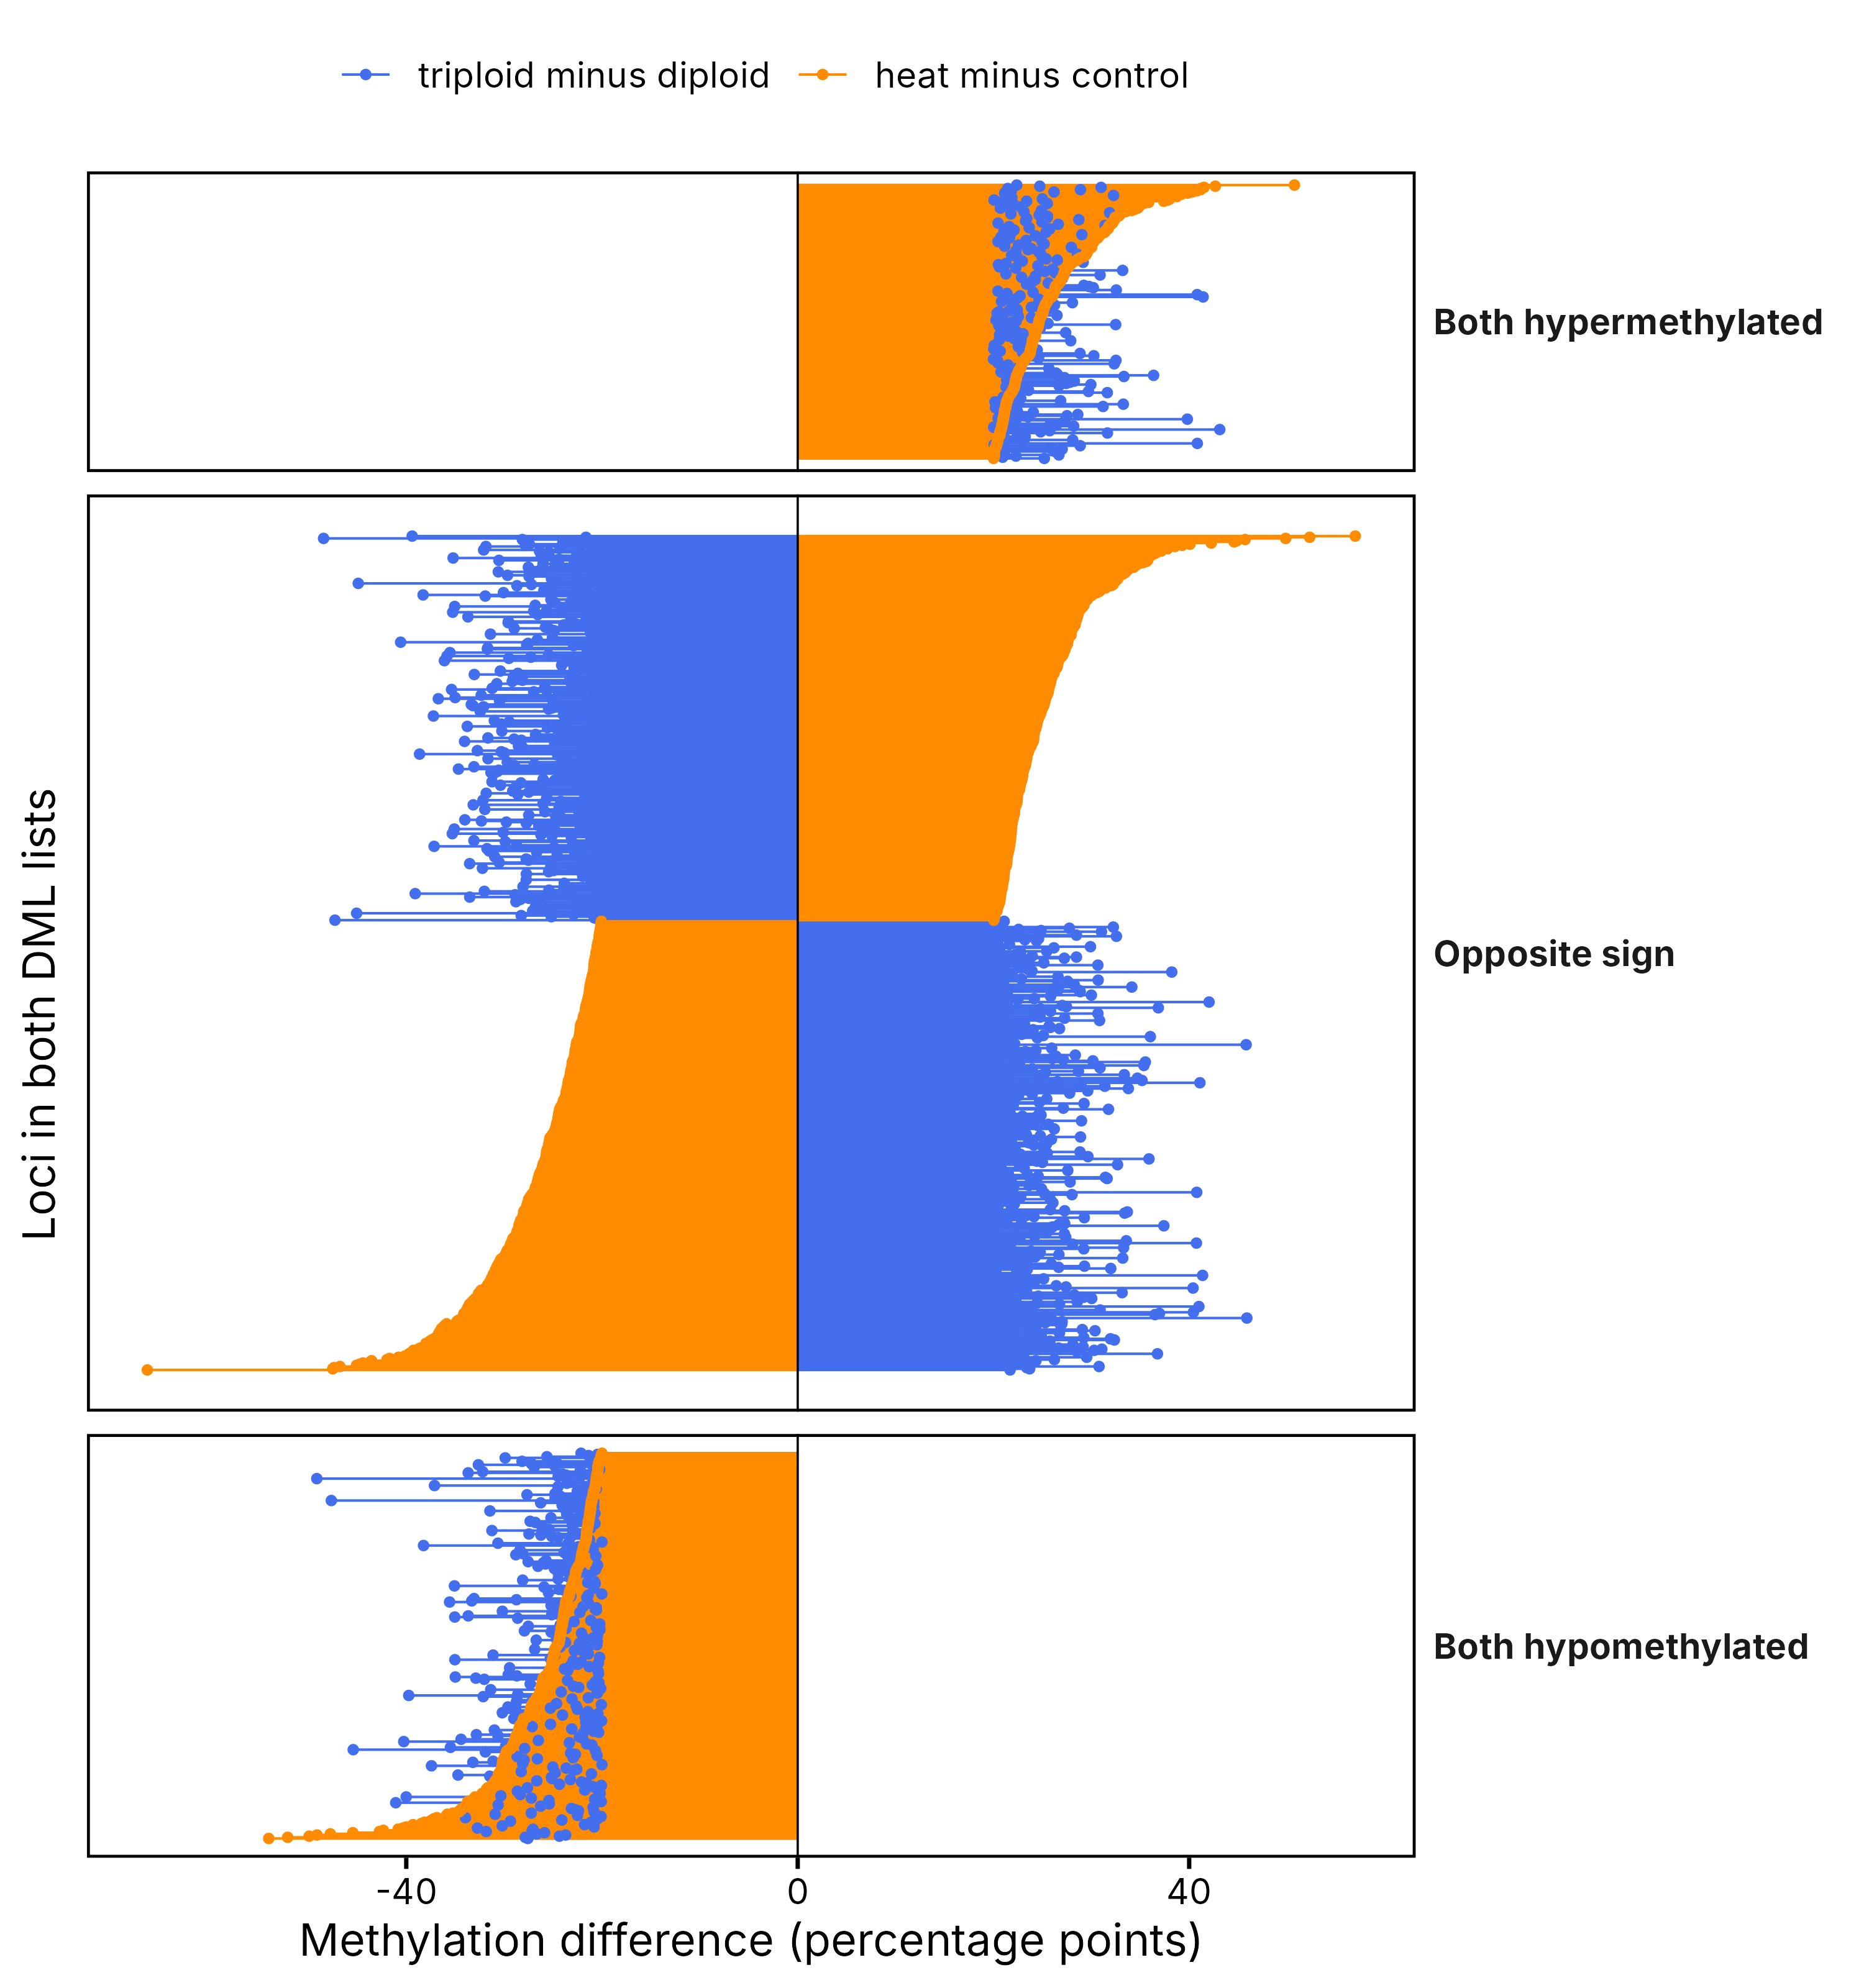 triploid minus diploid
heat minus control
Both hypermethylated
Opposite sign
Both hypomethylated
Loci in both DML lists
-40
0
40
Methylation difference (percentage points)